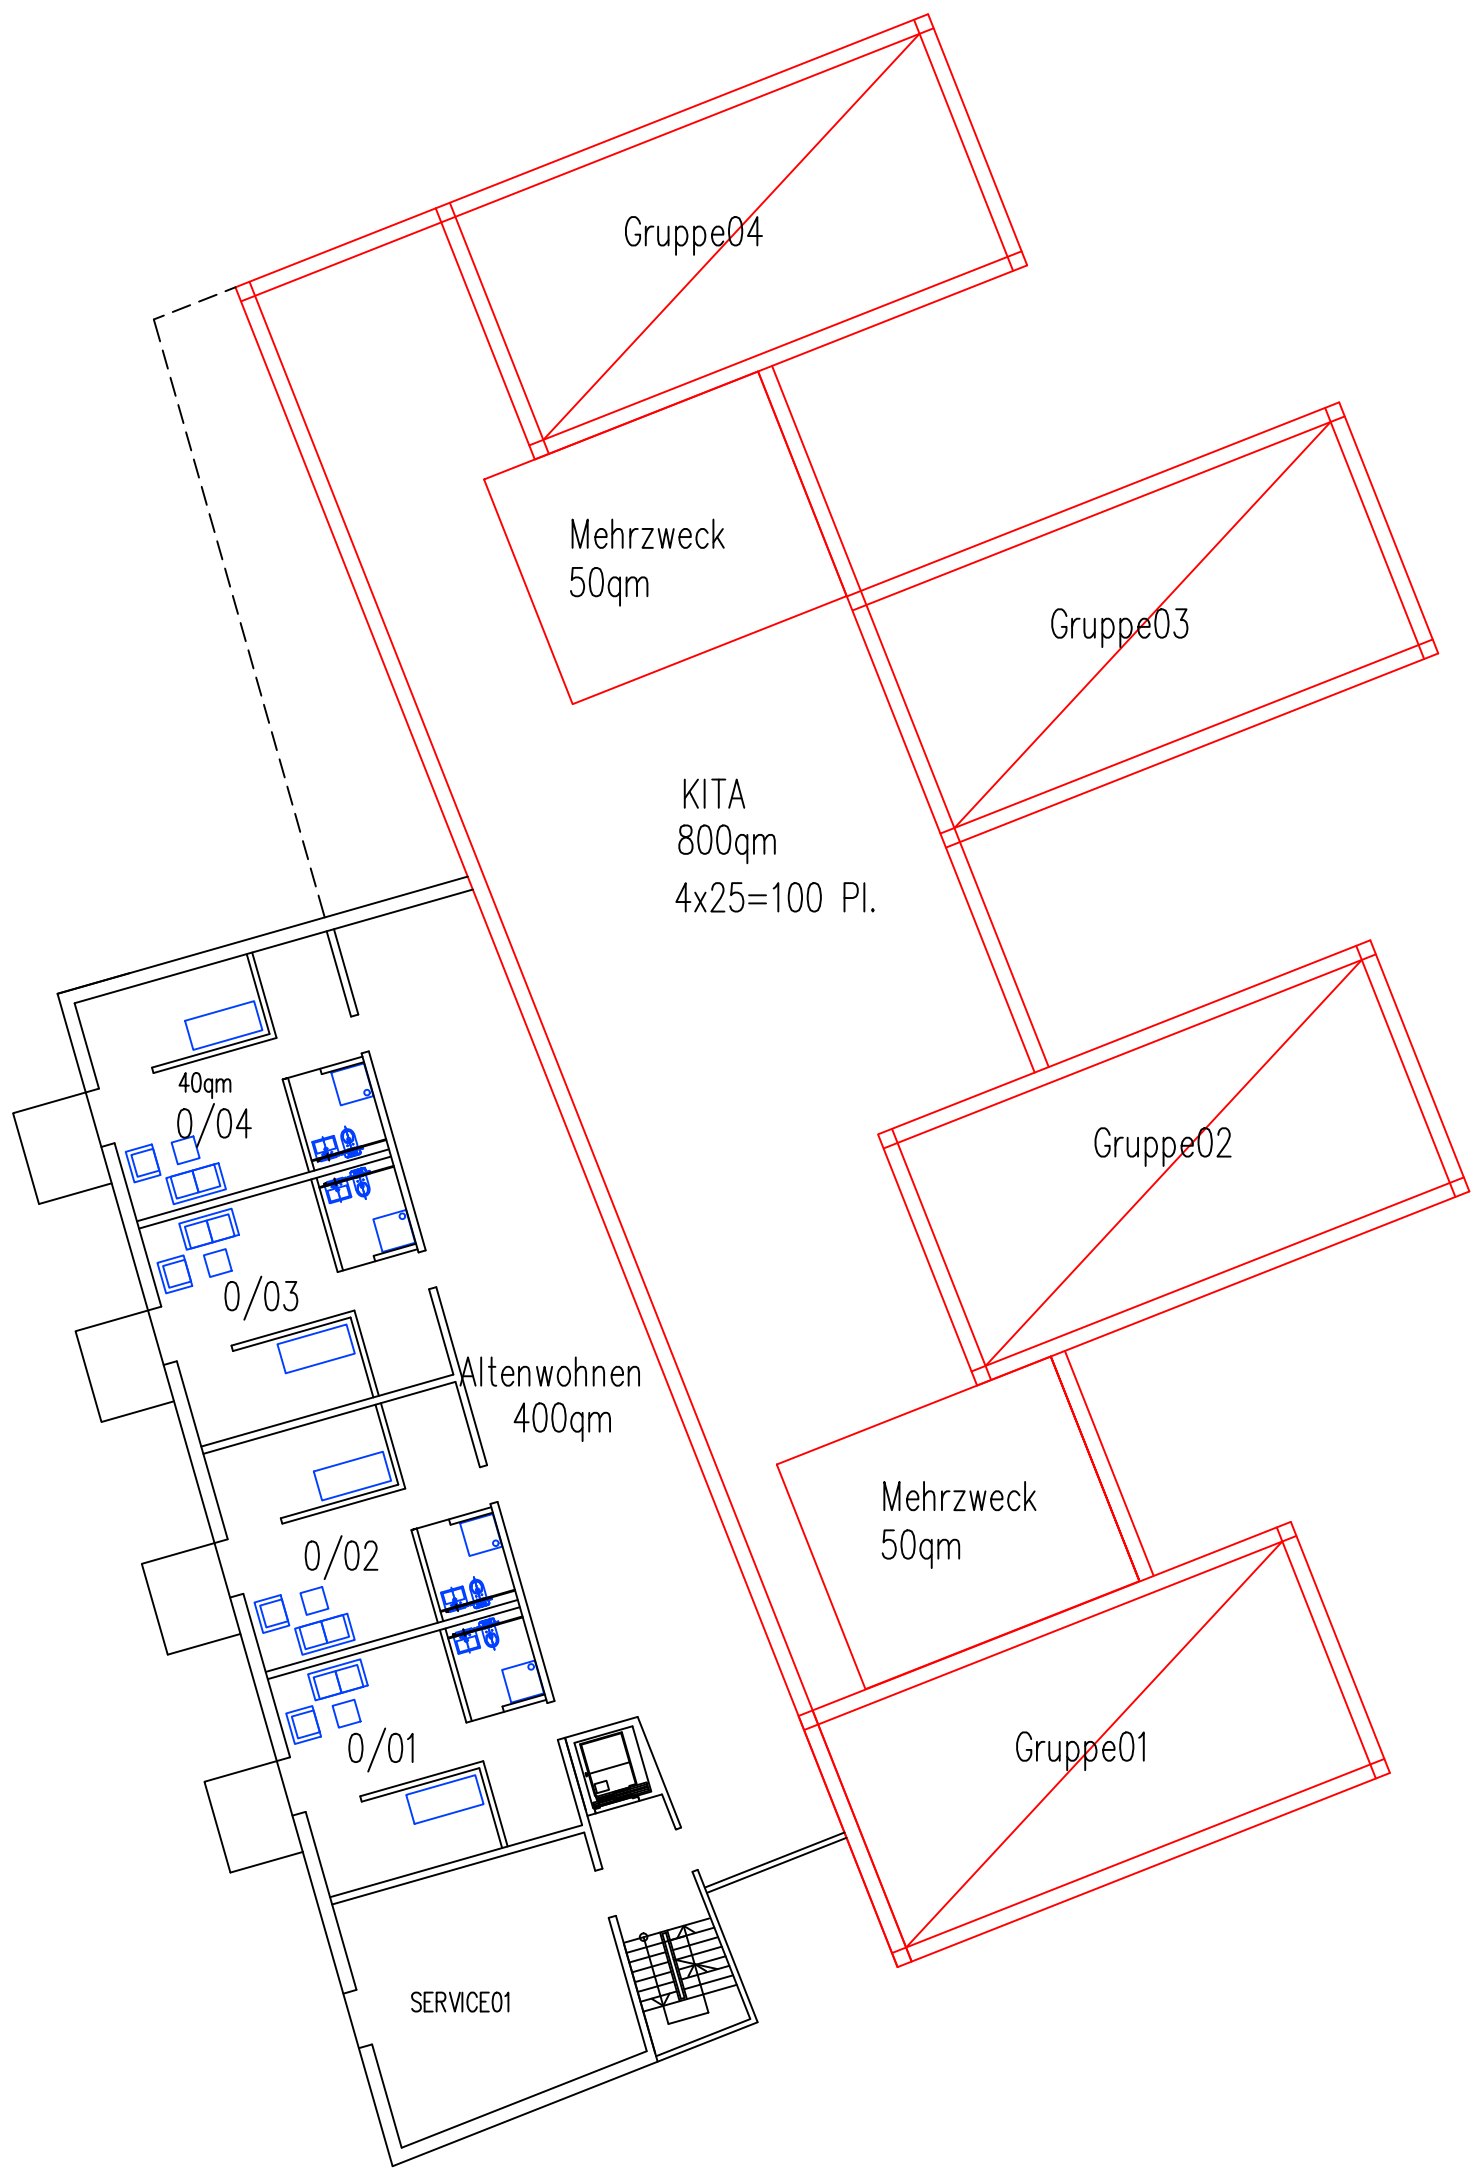 Gruppe04
Mehrzweck
50qm
Gruppe03
KITA
800qm
4x25=100 Pl.
40qm
0/04
Gruppe02
0/03
Altenwohnen
400qm
Mehrzweck
50qm
0/02
0/01
Gruppe01
SERVICE01